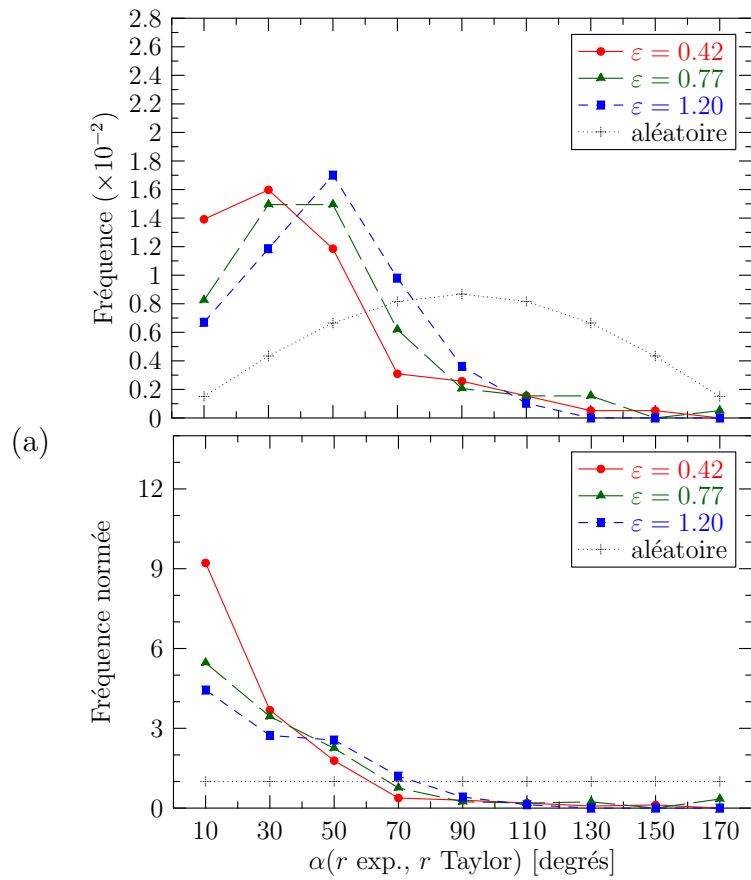 2.8
2.6
2.4
2.2
2
1.8
1.6
1.4
1.2
1
0.8
0.6
0.4
0.2
0
Fréquence (×10⁻²)
ε = 0.42
ε = 0.77
ε = 1.20
aléatoire
(a)
12
9
6
3
0
Fréquence normée
ε = 0.42
ε = 0.77
ε = 1.20
aléatoire
10 30 50 70 90 110 130 150 170
α(r exp., r Taylor) [degrés]